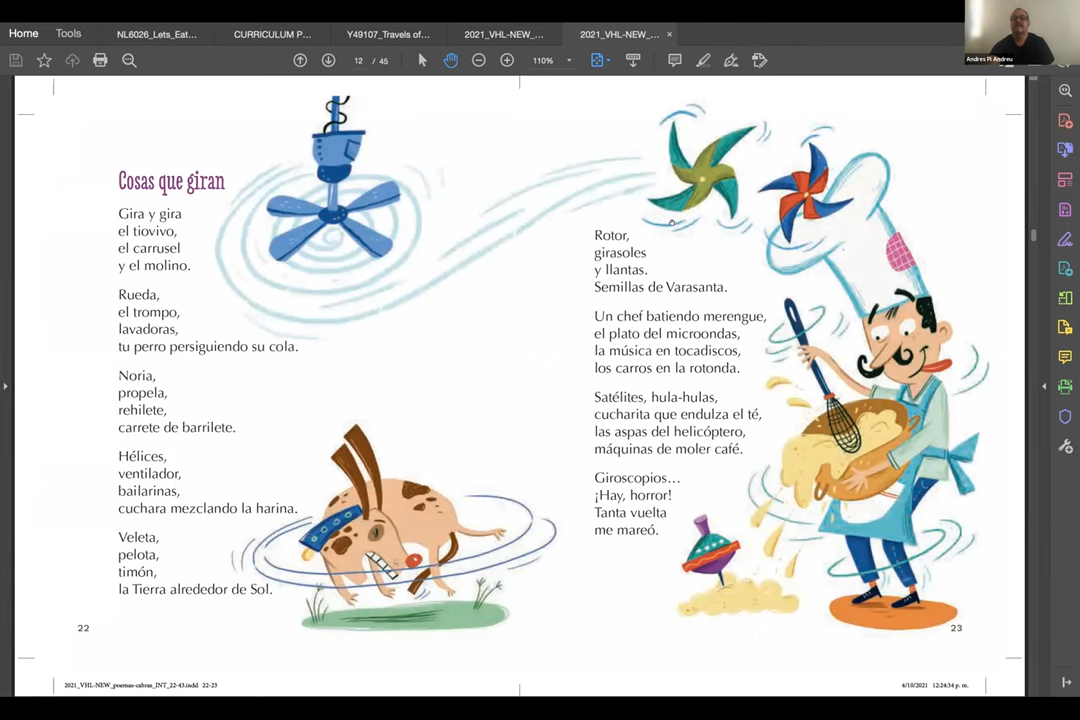 Home
Tools
NL6026_Lets_Eat...
CURRICULUM P...
Y49107_Travels of...
2021_VHL-NEW_...
2021_VHL-NEW_...
12 / 45
110%
Andres Pi Andreu
Cosas que giran
Gira y gira
el tiovivo,
el carrusel
y el molino.
Rueda,
el trompo,
lavadoras,
tu perro persiguiendo su cola.
Noria,
propela,
rehilete,
carrete de barrilete.
Hélices,
ventilador,
bailarinas,
cuchara mezclando la harina.
Veleta,
pelota,
timón,
la Tierra alrededor de Sol.
22
Rotor,
girasoles
y llantas.
Semillas de Varasanta.
Un chef batiendo merengue,
el plato del microondas,
la música en tocadiscos,
los carros en la rotonda.
Satélites, hula-hulas,
cucharita que endulza el té,
las aspas del helicóptero,
máquinas de moler café.
Giroscopios...
¡Hay, horror!
Tanta vuelta
me mareó.
23
2021_VHL-NEW_poemas-cabras_INT_22-43.indd 22-23
4/10/2021 12:24:54 p. m.